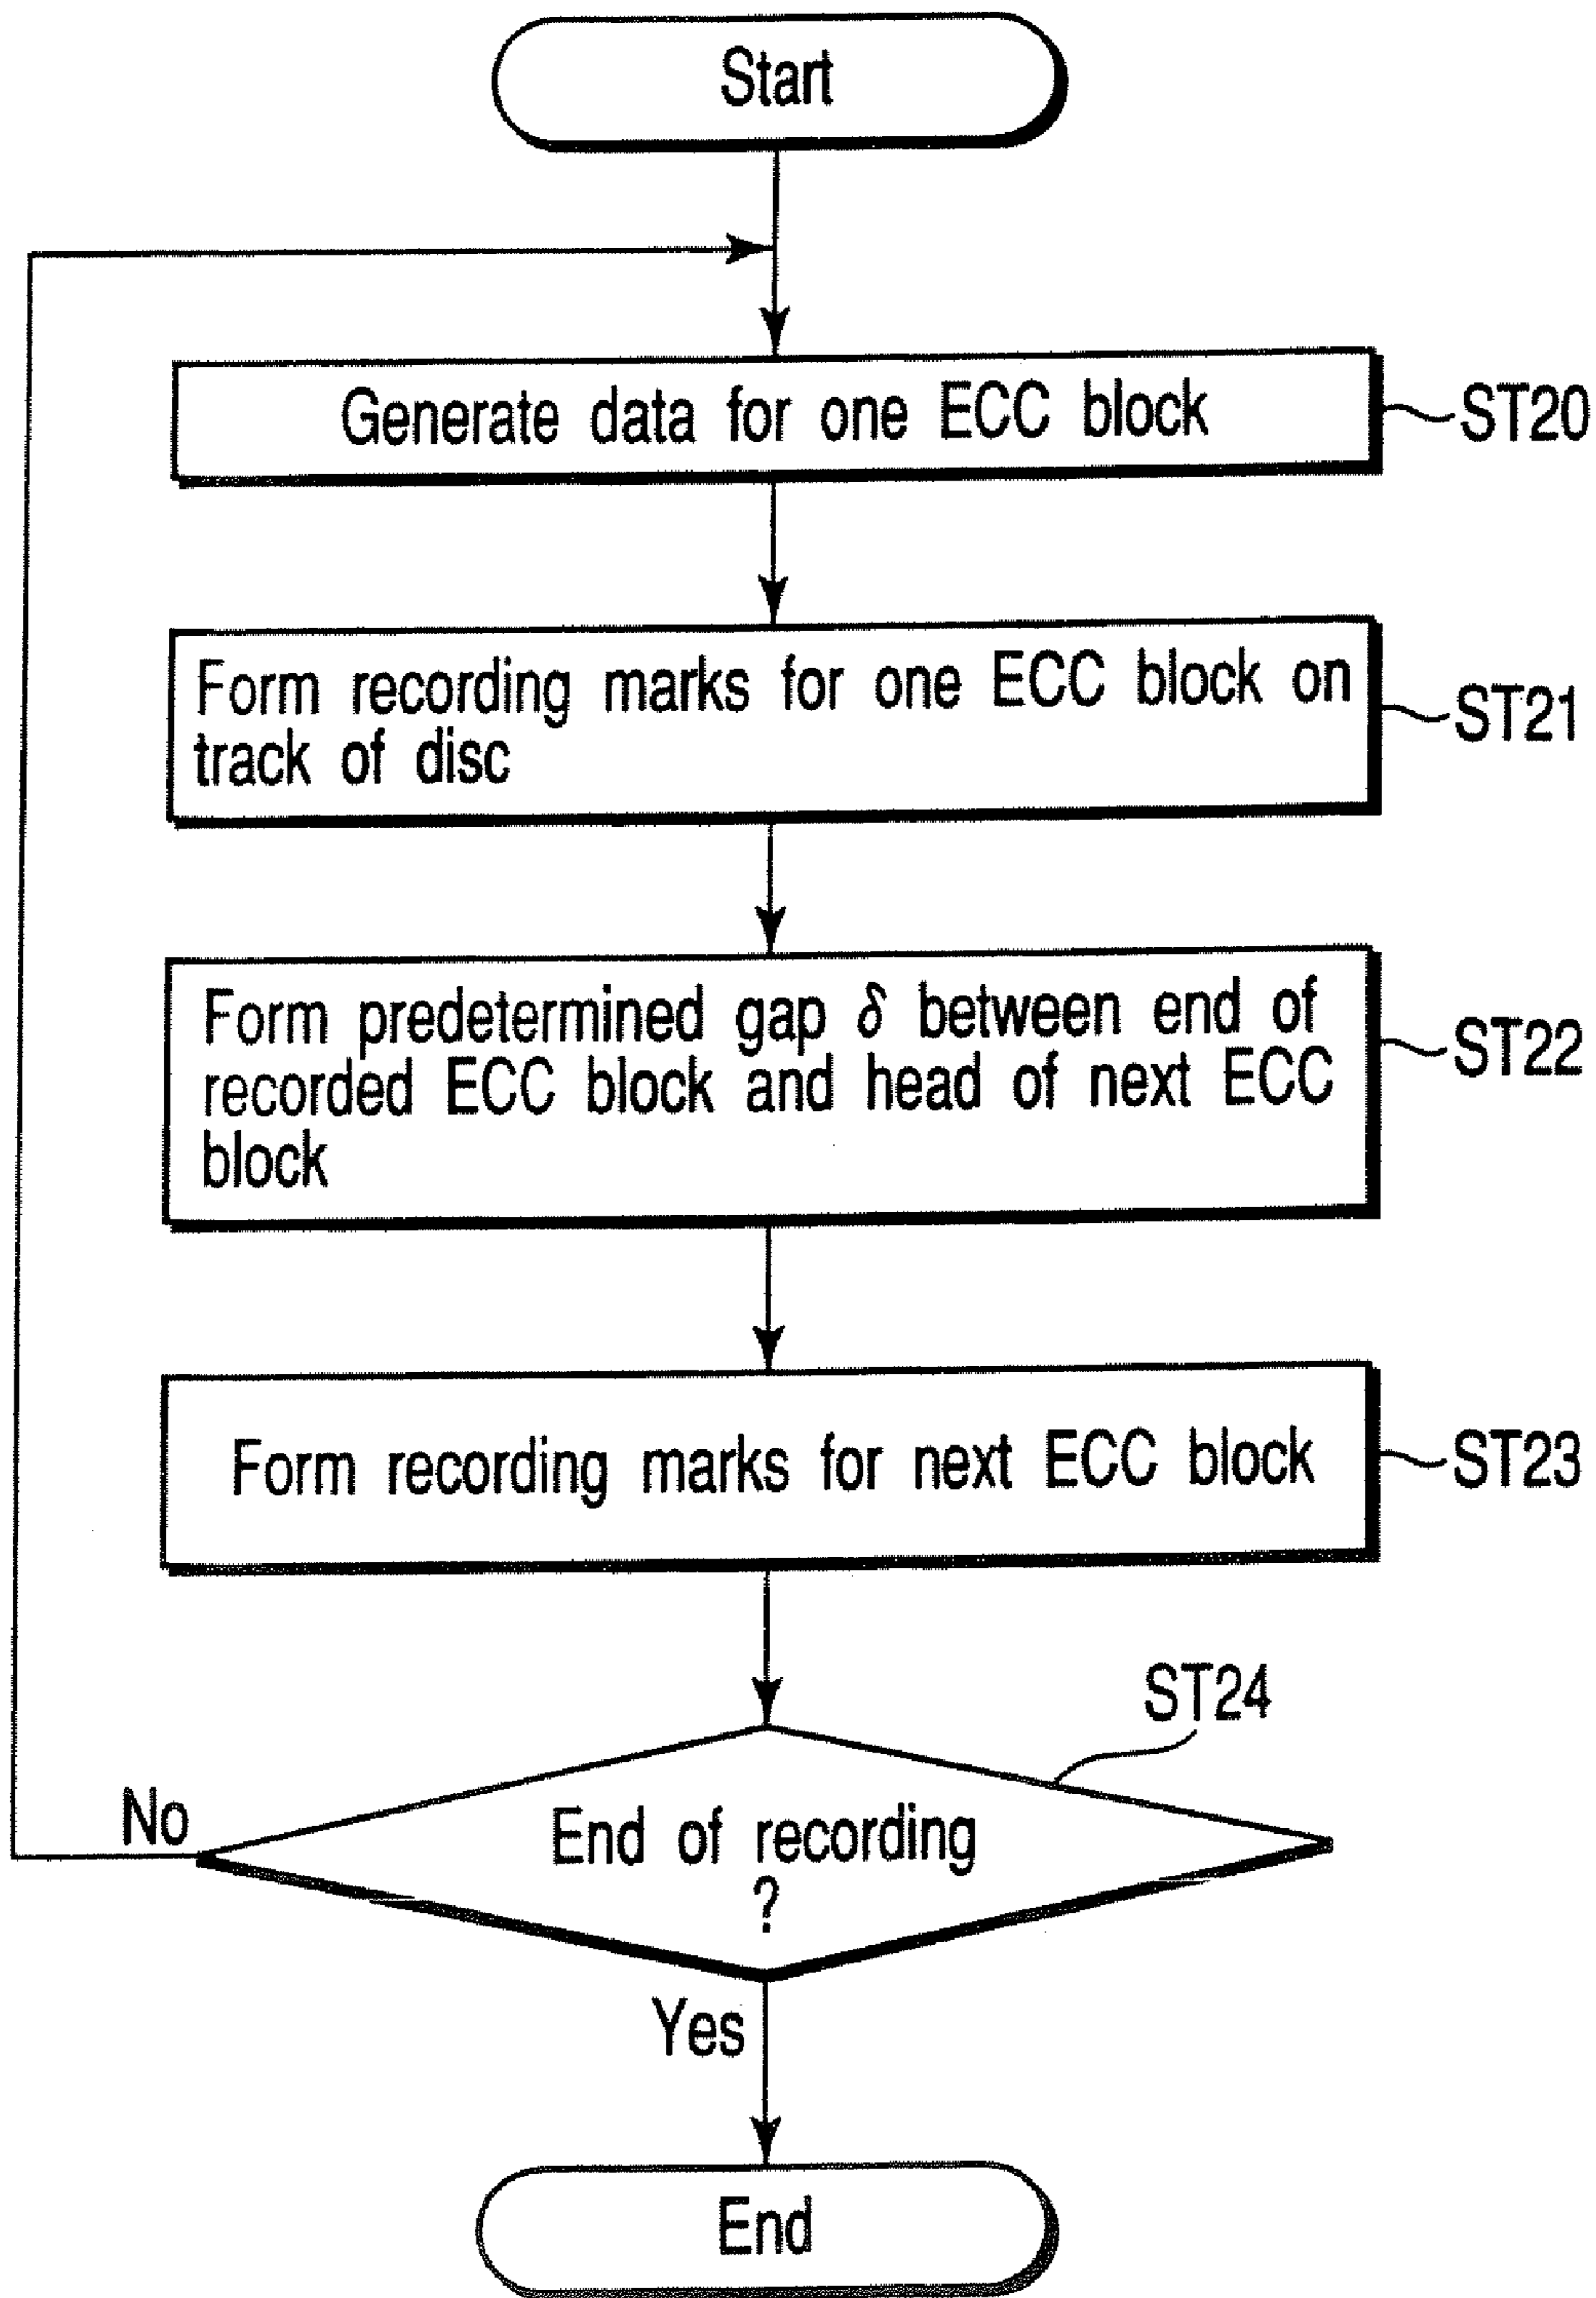 Start
Generate data for one ECC block
ST20
Form recording marks for one ECC block on
track of disc
ST21
Form predetermined gap δ between end of
recorded ECC block and head of next ECC
block
ST22
Form recording marks for next ECC block
ST23
ST24
No
End of recording
?
Yes
End